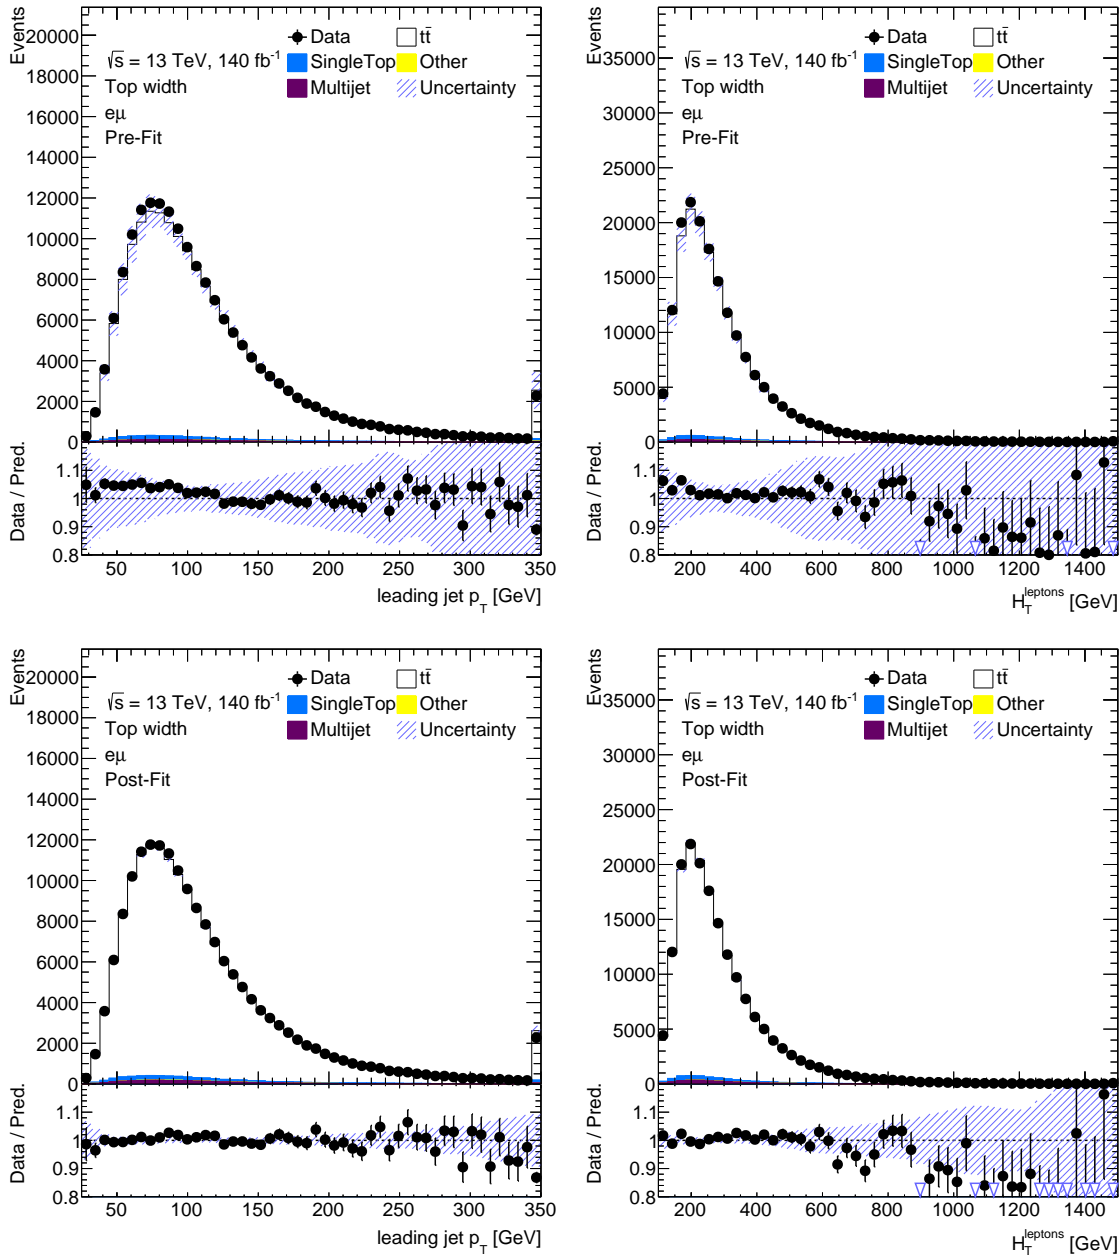 Events
20000
18000
16000
14000
12000
10000
8000
6000
4000
2000
0
√s = 13 TeV, 140 fb⁻¹
Top width
eμ
Pre-Fit
Data
tt̄
SingleTop
Other
Multijet
Uncertainty
Data / Pred.
1.1
1
0.9
0.8
50 100 150 200 250 300 350
leading jet p_T [GeV]
Events
35000
30000
25000
20000
15000
10000
5000
0
√s = 13 TeV, 140 fb⁻¹
Top width
eμ
Pre-Fit
Data
tt̄
SingleTop
Other
Multijet
Uncertainty
Data / Pred.
1.1
1
0.9
0.8
200 400 600 800 1000 1200 1400
H_T^leptons [GeV]
Events
20000
18000
16000
14000
12000
10000
8000
6000
4000
2000
0
√s = 13 TeV, 140 fb⁻¹
Top width
eμ
Post-Fit
Data
tt̄
SingleTop
Other
Multijet
Uncertainty
Data / Pred.
1.1
1
0.9
0.8
50 100 150 200 250 300 350
leading jet p_T [GeV]
Events
35000
30000
25000
20000
15000
10000
5000
0
√s = 13 TeV, 140 fb⁻¹
Top width
eμ
Post-Fit
Data
tt̄
SingleTop
Other
Multijet
Uncertainty
Data / Pred.
1.1
1
0.9
0.8
200 400 600 800 1000 1200 1400
H_T^leptons [GeV]